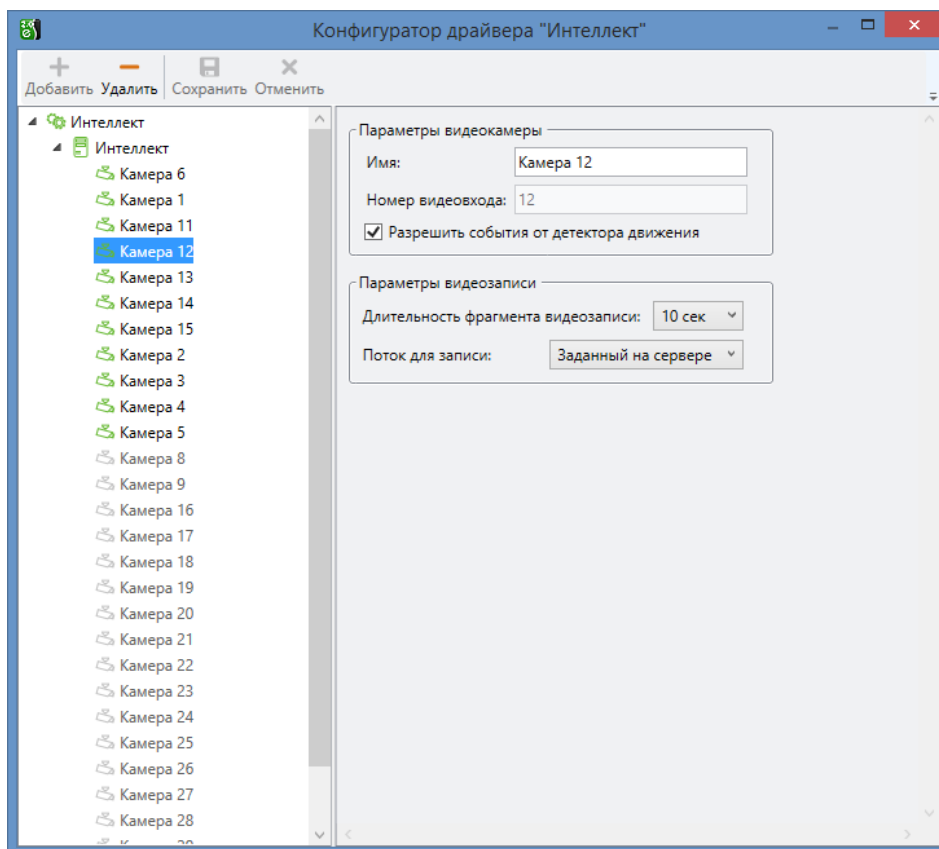 Конфигуратор драйвера "Интеллект"
Добавить Удалить Сохранить Отменить
Интеллект
Интеллект
Камера 6
Камера 1
Камера 11
Камера 12
Камера 13
Камера 14
Камера 15
Камера 2
Камера 3
Камера 4
Камера 5
Камера 8
Камера 9
Камера 16
Камера 17
Камера 18
Камера 19
Камера 20
Камера 21
Камера 22
Камера 23
Камера 24
Камера 25
Камера 26
Камера 27
Камера 28
Параметры видеокамеры
Имя: Камера 12
Номер видеовхода: 12
Разрешить события от детектора движения
Параметры видеозаписи
Длительность фрагмента видеозаписи: 10 сек
Поток для записи: Заданный на сервере